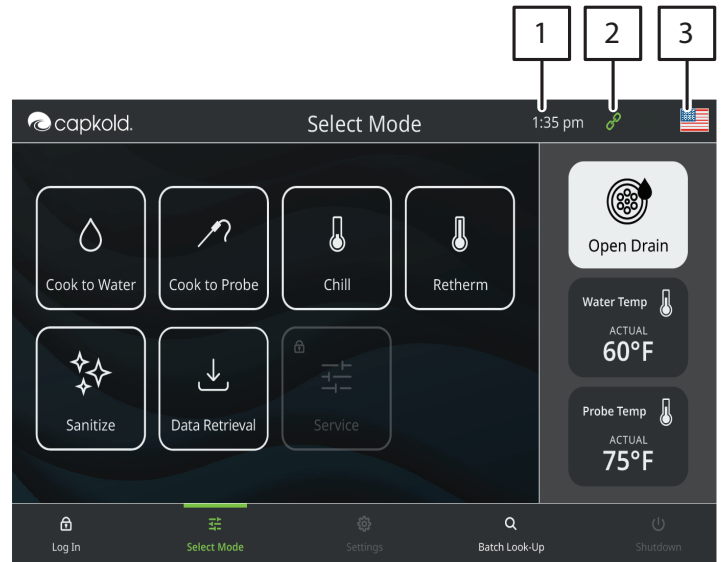 1 2 3
capkold.
Select Mode
1:35 pm
Cook to Water
Cook to Probe
Chill
Retherm
Sanitize
Data Retrieval
Service
Open Drain
Water Temp
ACTUAL
60°F
Probe Temp
ACTUAL
75°F
Log In
Select Mode
Settings
Batch Look-Up
Shutdown